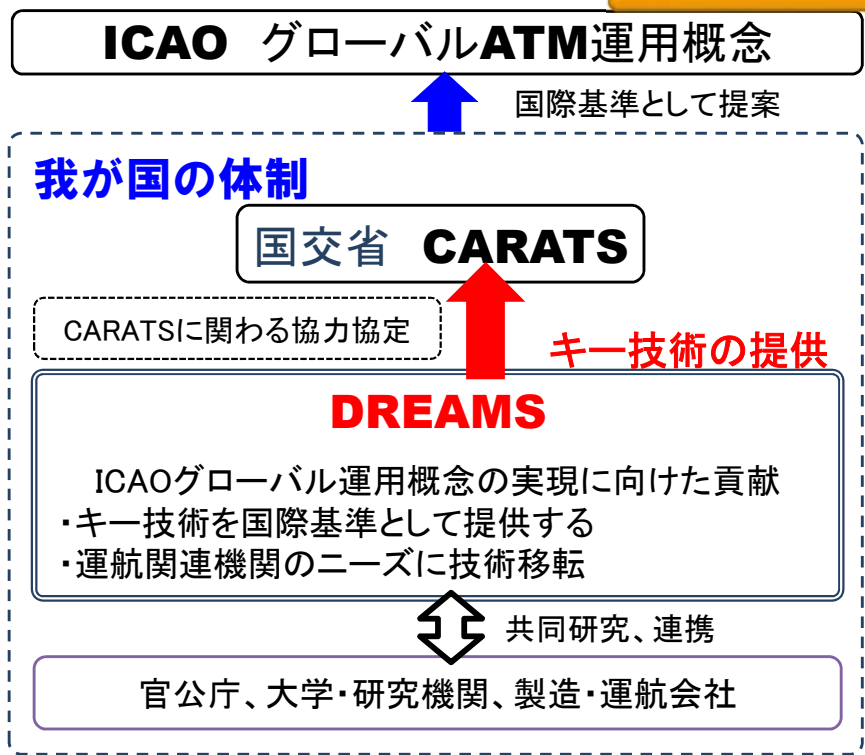 ICAO グローバルATM運用概念
国際基準として提案
我が国の体制
国交省 CARATS
CARATSに関わる協力協定
キー技術の提供
DREAMS
ICAOグローバル運用概念の実現に向けた貢献
・キー技術を国際基準として提供する
・運航関連機関のニーズに技術移転
共同研究、連携
官公庁、大学・研究機関、製造・運航会社